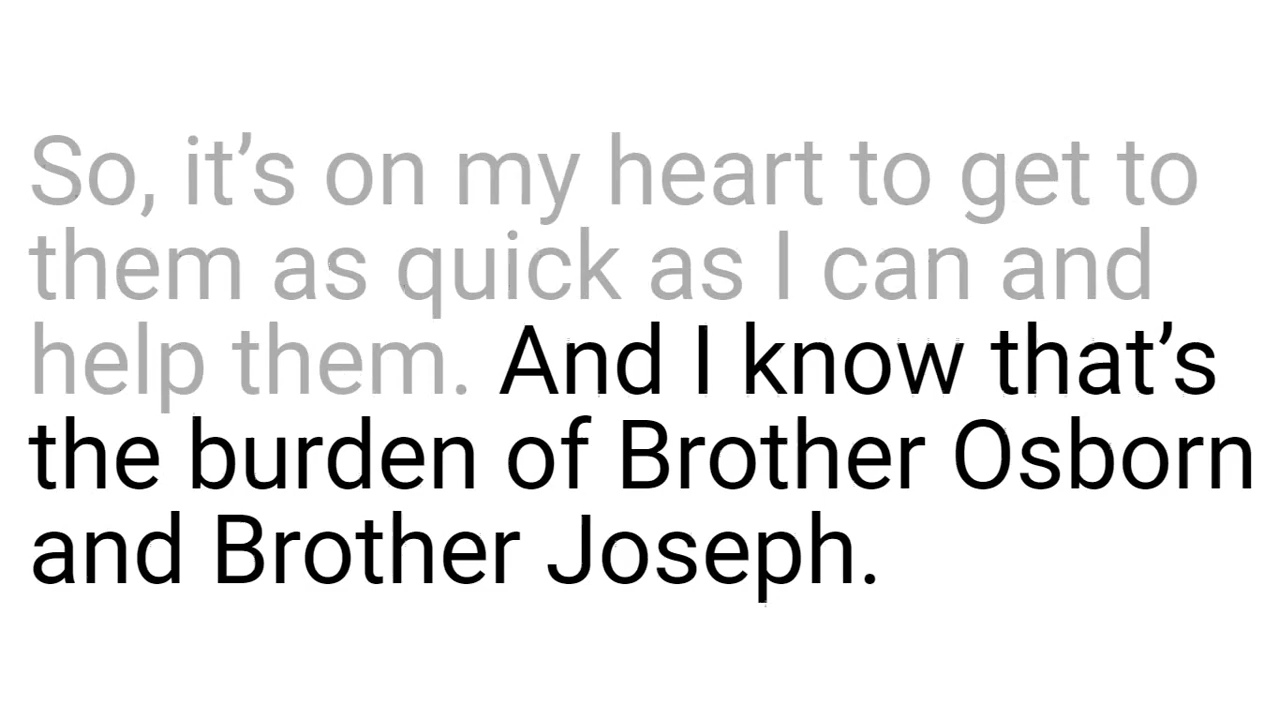 So, it’s on my heart to get to
them as quick as I can and
help them. And I know that’s
the burden of Brother Osborn
and Brother Joseph.